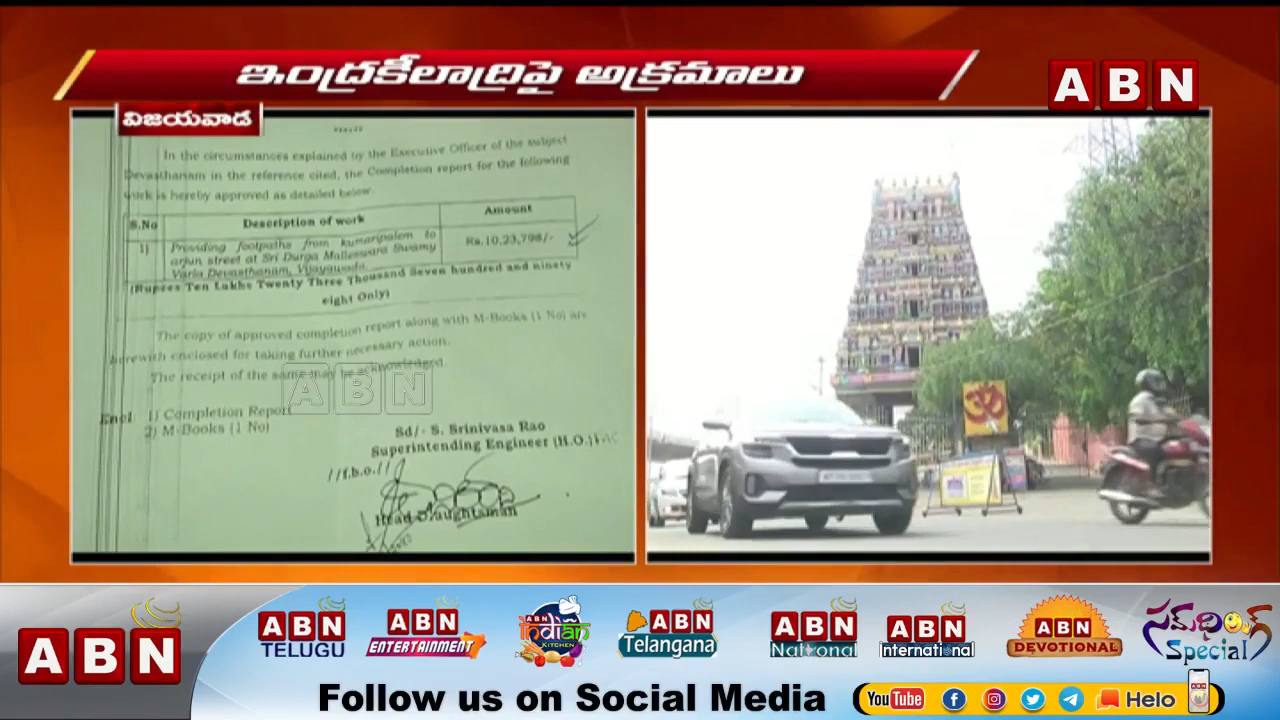 ఇంద్రకీలాద్రిపై అక్రమాలు
ABN
విజయవాడ
In the circumstances explained by the Executive Officer of the subject
Devasthanam in the reference cited, the Completion report for the following
work is hereby approved as detailed below.
S.No Description of work Amount
1) Providing footpaths from kumaripalem to Rs.10,23,798/-
arjun street at Sri Durga Malleswara Swamy
Varla Devasthanam, Vijayawada.
(Rupees Ten Lakhs Twenty Three Thousand Seven hundred and ninety
eight Only)
The copy of approved completion report along with M-Books (1 No) are
herewith enclosed for taking further necessary action.
The receipt of the same may be acknowledged.
ABN
Encl: 1) Completion Report
2) M-Books (1 No)
Sd/- S. Srinivasa Rao
Superintending Engineer (H.O.)
//f.b.o.//
Head Draughtsman
ABN
ABN TELUGU
ABN ENTERTAINMENT
ABN Indian KITCHEN
ABN Telangana
ABN National
ABN International
ABN DEVOTIONAL
సమ్‌థింగ్ Special
Follow us on Social Media
YouTube
Helo